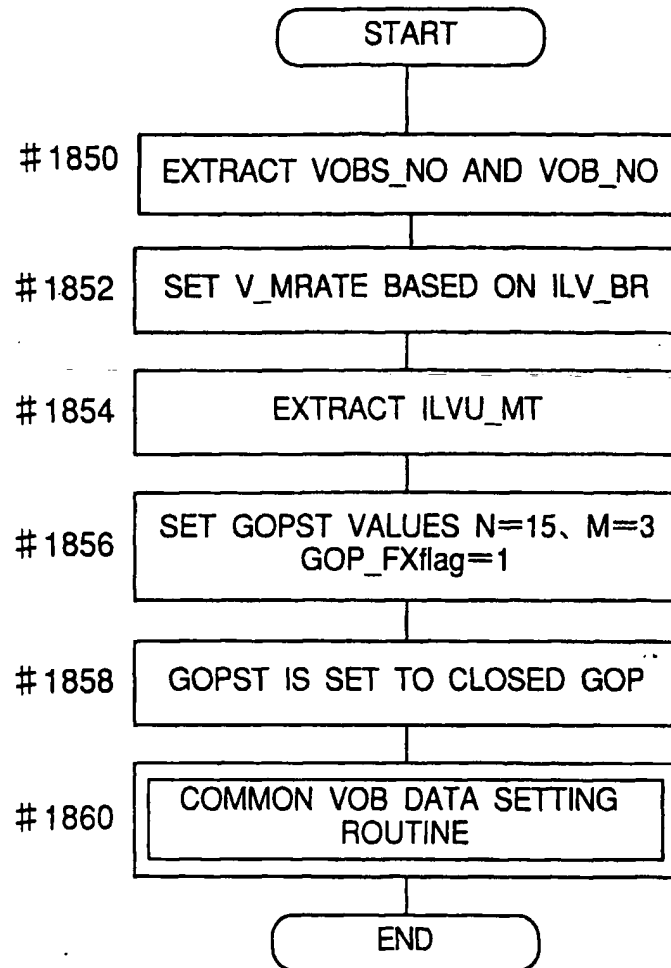 START
#1850
EXTRACT VOBS_NO AND VOB_NO
#1852
SET V_MRATE BASED ON ILV_BR
#1854
EXTRACT ILVU_MT
#1856
SET GOPST VALUES N=15、M=3
GOP_FXflag=1
#1858
GOPST IS SET TO CLOSED GOP
#1860
COMMON VOB DATA SETTING
ROUTINE
END